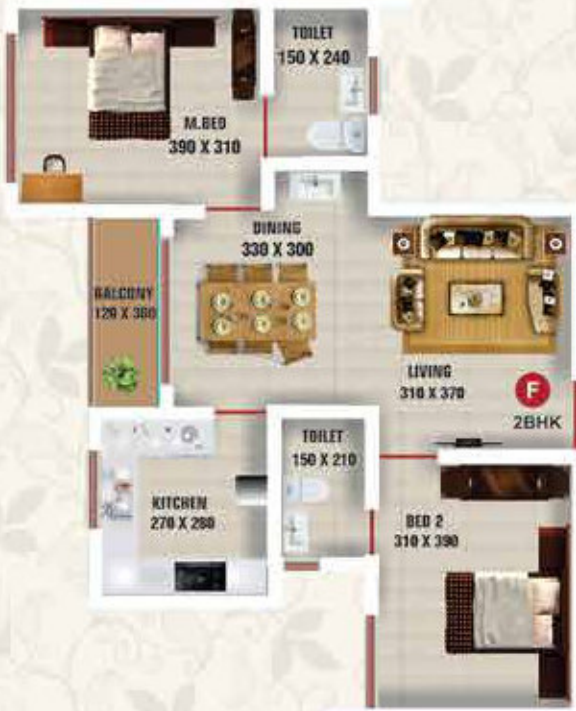 TOILET
150 X 240
M.BED
390 X 310
DINING
330 X 300
BALCONY
120 X 360
LIVING
310 X 370
F
2BHK
TOILET
150 X 210
KITCHEN
270 X 280
BED 2
310 X 390